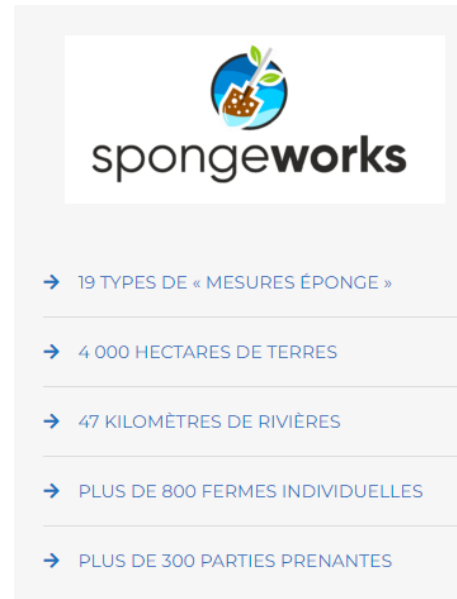 spongeworks
19 TYPES DE « MESURES ÉPONGE »
4 000 HECTARES DE TERRES
47 KILOMÈTRES DE RIVIÈRES
PLUS DE 800 FERMES INDIVIDUELLES
PLUS DE 300 PARTIES PRENANTES